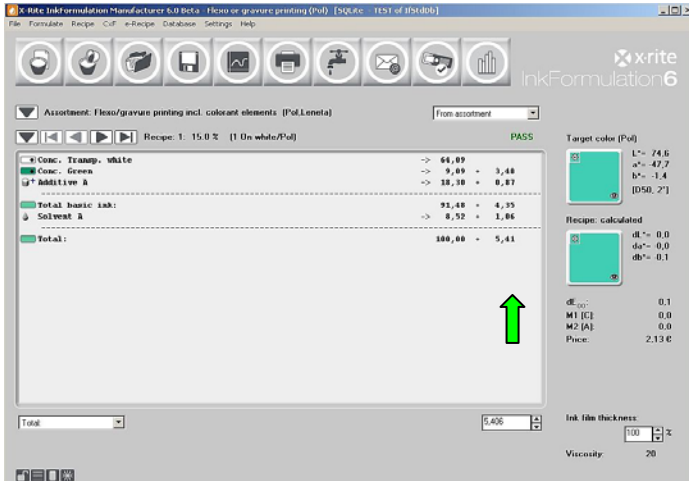 X-Rite InkFormulation Manufacturer 6.0 Beta - Flexo or gravure printing (Pol) [SQLite - TEST of IfStdDb]
File Formulate Recipe CxF e-Recipe Database Settings Help
x-rite
InkFormulation6
Assortment: Flexo/gravure printing incl. colorant elements (Pol,Leneta)
From assortment
Recipe: 1: 15.0 % (1 On white/Pol)
PASS
Conc. Transp. white -> 64,09
Conc. Green -> 9,09 + 3,48
Additive A -> 18,30 + 0,87
Total basic ink: 91,48 + 4,35
Solvent A -> 8,52 + 1,06
Total: 100,00 + 5,41
Target color (Pol)
L*= 74,6
a*= -47,7
b*= -1,4
[D50, 2°]
Recipe: calculated
dL*= 0,0
da*= -0,0
db*= -0,1
dE00: 0,1
M1 [C]: 0,0
M2 [A]: 0,0
Price: 2,13 €
Total:
5,406
Ink film thickness:
100 %
Viscosity: 20